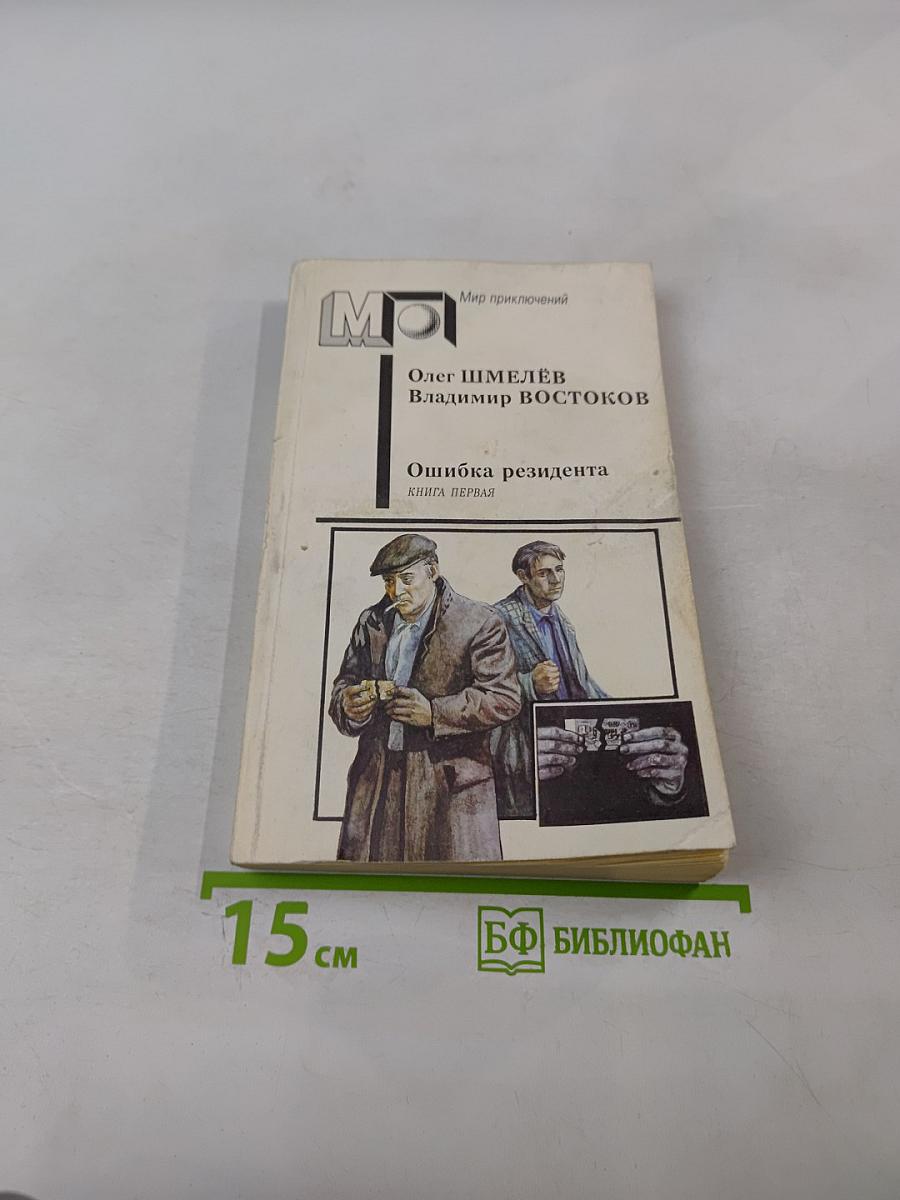 МП
Мир приключений
Олег ШМЕЛЁВ
Владимир ВОСТОКОВ
Ошибка резидента
КНИГА ПЕРВАЯ
15 см
БФ БИБЛИОФАН